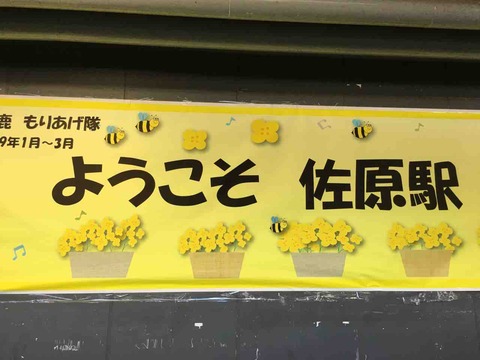 鹿 もりあげ隊
9年1月～3月
ようこそ 佐原駅